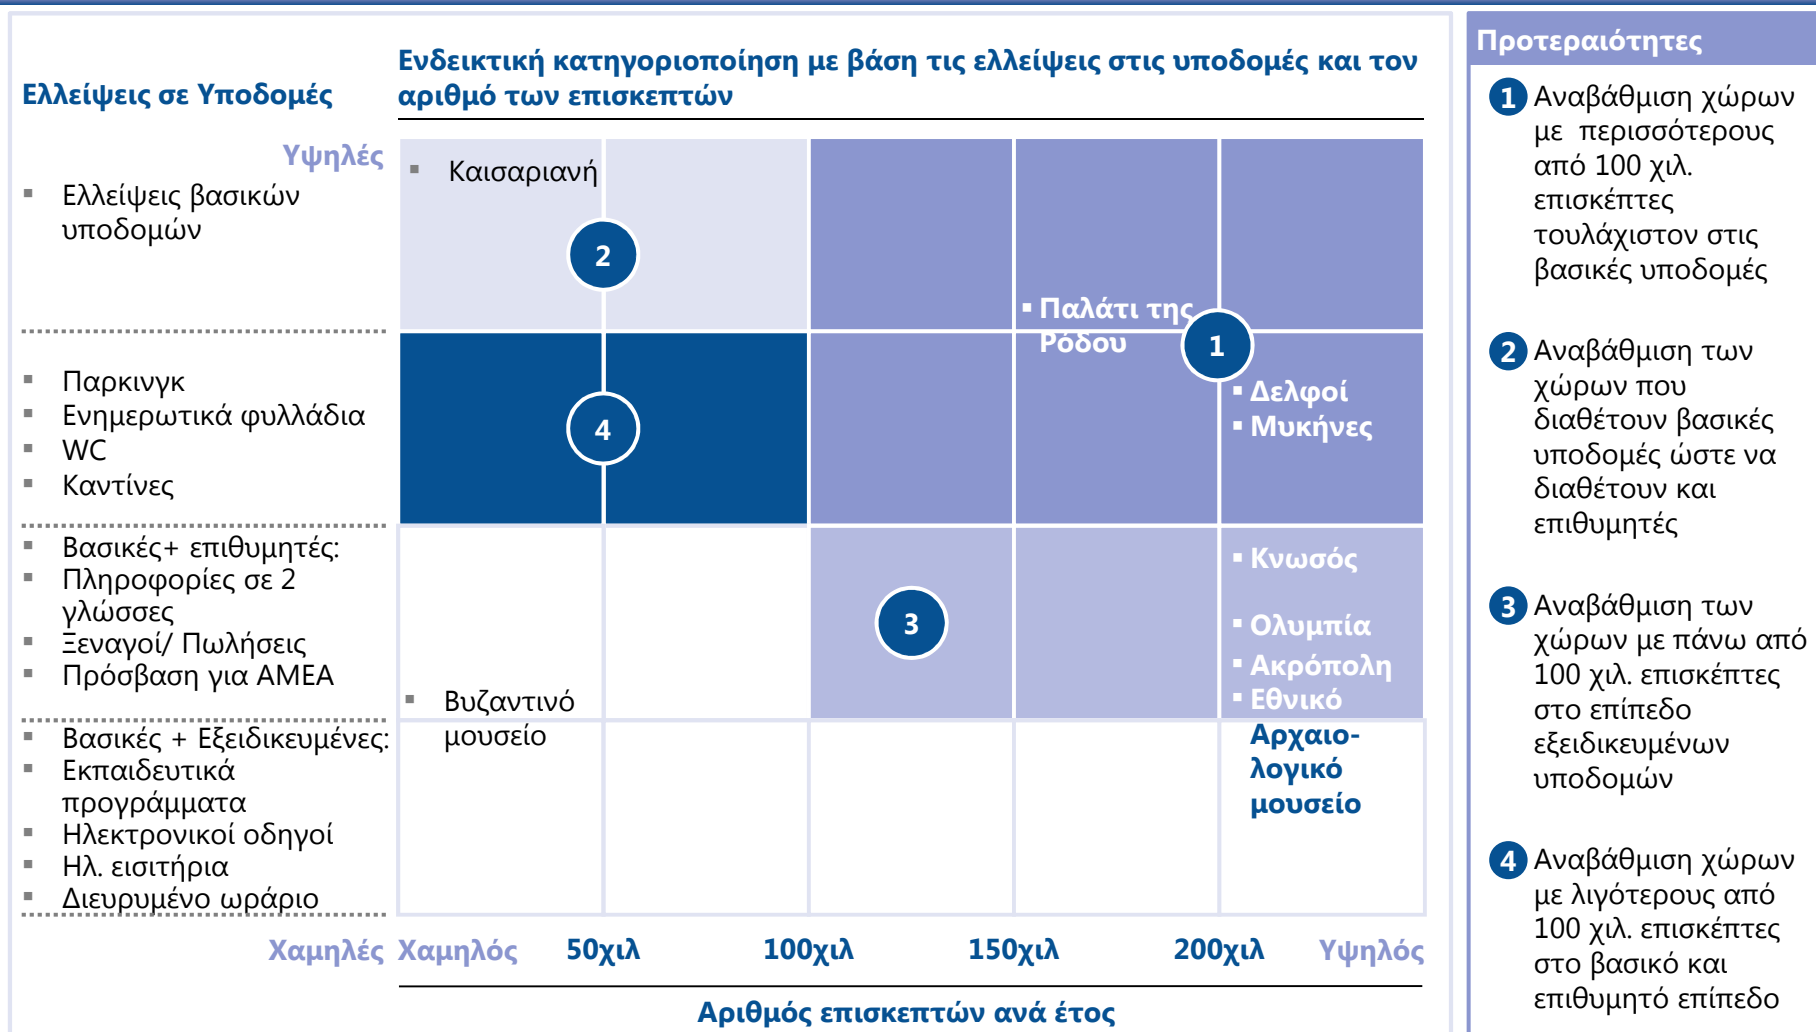 Ελλείψεις σε Υποδομές
Ενδεικτική κατηγοριοποίηση με βάση τις ελλείψεις στις υποδομές και τον
αριθμό των επισκεπτών
Υψηλές
▪ Ελλείψεις βασικών
υποδομών
▪ Παρκινγκ
▪ Ενημερωτικά φυλλάδια
▪ WC
▪ Καντίνες
▪ Βασικές+ επιθυμητές:
▪ Πληροφορίες σε 2
γλώσσες
▪ Ξεναγοί/ Πωλήσεις
▪ Πρόσβαση για ΑΜΕΑ
▪ Βασικές + Εξειδικευμένες:
▪ Εκπαιδευτικά
προγράμματα
▪ Ηλεκτρονικοί οδηγοί
▪ Ηλ. εισιτήρια
▪ Διευρυμένο ωράριο
Χαμηλές
▪ Καισαριανή
2
▪ Παλάτι της
Ρόδου
1
4
▪ Δελφοί
▪ Μυκήνες
3
▪ Κνωσός
▪ Ολυμπία
▪ Ακρόπολη
▪ Εθνικό
Αρχαιο-
λογικό
μουσείο
▪ Βυζαντινό
μουσείο
Χαμηλός 50χιλ 100χιλ 150χιλ 200χιλ Υψηλός
Αριθμός επισκεπτών ανά έτος
Προτεραιότητες
1 Αναβάθμιση χώρων
με περισσότερους
από 100 χιλ.
επισκέπτες
τουλάχιστον στις
βασικές υποδομές
2 Αναβάθμιση των
χώρων που
διαθέτουν βασικές
υποδομές ώστε να
διαθέτουν και
επιθυμητές
3 Αναβάθμιση των
χώρων με πάνω από
100 χιλ. επισκέπτες
στο επίπεδο
εξειδικευμένων
υποδομών
4 Αναβάθμιση χώρων
με λιγότερους από
100 χιλ. επισκέπτες
στο βασικό και
επιθυμητό επίπεδο